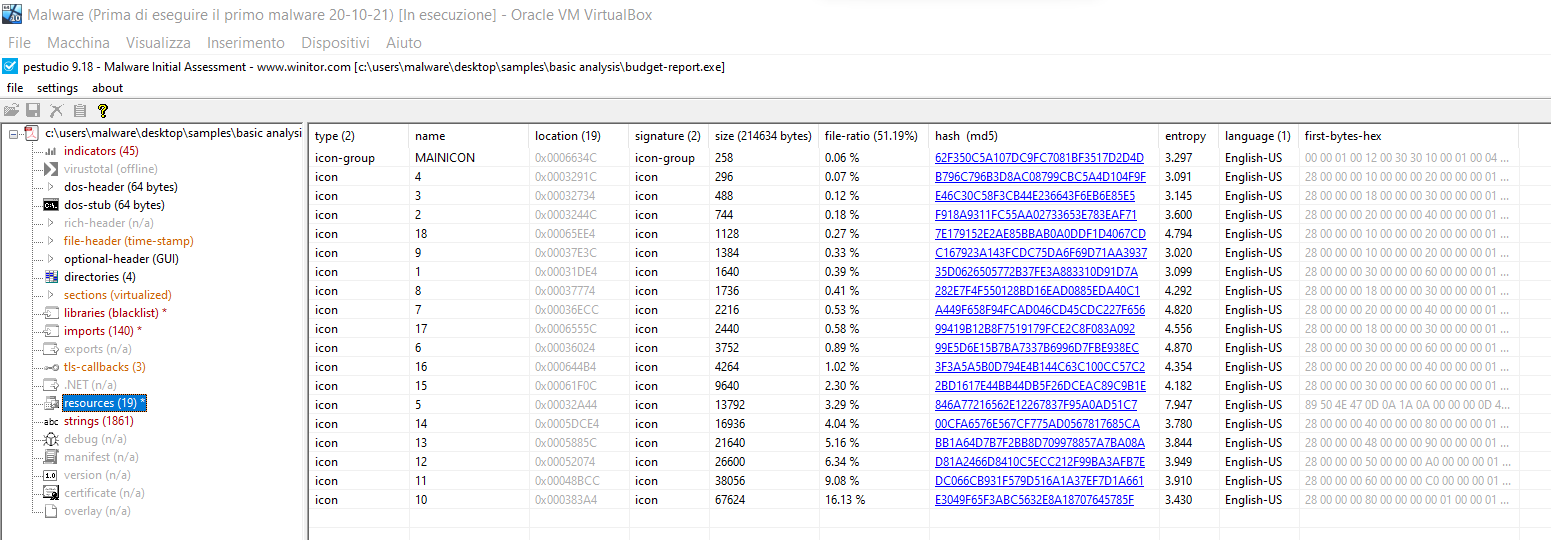 Malware (Prima di eseguire il primo malware 20-10-21) [In esecuzione] - Oracle VM VirtualBox
File Macchina Visualizza Inserimento Dispositivi Aiuto
pestudio 9.18 - Malware Initial Assessment - www.winitor.com [c:\users\malware\desktop\samples\basic analysis\budget-report.exe]
file settings about
c:\users\malware\desktop\samples\basic analysi
indicators (45)
virustotal (offline)
dos-header (64 bytes)
dos-stub (64 bytes)
rich-header (n/a)
file-header (time-stamp)
optional-header (GUI)
directories (4)
sections (virtualized)
libraries (blacklist) *
imports (140) *
exports (n/a)
tls-callbacks (3)
.NET (n/a)
resources (19) *
abc strings (1861)
debug (n/a)
manifest (n/a)
1.0 version (n/a)
certificate (n/a)
overlay (n/a)
type (2) name location (19) signature (2) size (214634 bytes) file-ratio (51.19%) hash (md5) entropy language (1) first-bytes-hex
icon-group MAINICON 0x0006634C icon-group 258 0.06 % 62F350C5A107DC9FC7081BF3517D2D4D 3.297 English-US 00 00 01 00 12 00 30 30 10 00 01 00 04 ...
icon 4 0x0003291C icon 296 0.07 % B796C796B3D8AC08799CBC5A4D104F9F 3.091 English-US 28 00 00 00 10 00 00 00 20 00 00 00 01 ...
icon 3 0x00032734 icon 488 0.12 % E46C30C58F3CB44E236643F6EB6E85E5 3.145 English-US 28 00 00 00 18 00 00 00 30 00 00 00 01 ...
icon 2 0x0003244C icon 744 0.18 % F918A9311FC55AA02733653E783EAF71 3.600 English-US 28 00 00 00 20 00 00 00 40 00 00 00 01 ...
icon 18 0x00065EE4 icon 1128 0.27 % 7E179152E2AE85BBAB0A0DDF1D4067CD 4.794 English-US 28 00 00 00 10 00 00 00 20 00 00 00 01 ...
icon 9 0x00037E3C icon 1384 0.33 % C167923A143FCDC75DA6F69D71AA3937 3.020 English-US 28 00 00 00 10 00 00 00 20 00 00 00 01 ...
icon 1 0x00031DE4 icon 1640 0.39 % 35D0626505772B37FE3A883310D91D7A 3.099 English-US 28 00 00 00 30 00 00 00 60 00 00 00 01 ...
icon 8 0x00037774 icon 1736 0.41 % 282E7F4F550128BD16EAD0885EDA40C1 4.292 English-US 28 00 00 00 18 00 00 00 30 00 00 00 01 ...
icon 7 0x00036ECC icon 2216 0.53 % A449F658F94FCAD046CD45CDC227F656 4.820 English-US 28 00 00 00 20 00 00 00 40 00 00 00 01 ...
icon 17 0x0006555C icon 2440 0.58 % 99419B12B8F7519179FCE2C8F083A092 4.556 English-US 28 00 00 00 18 00 00 00 30 00 00 00 01 ...
icon 6 0x00036024 icon 3752 0.89 % 99E5D6E15B7BA7337B6996D7FBE938EC 4.870 English-US 28 00 00 00 30 00 00 00 60 00 00 00 01 ...
icon 16 0x000644B4 icon 4264 1.02 % 3F3A5A5B0D794E4B144C63C100CC57C2 4.354 English-US 28 00 00 00 20 00 00 00 40 00 00 00 01 ...
icon 15 0x00061F0C icon 9640 2.30 % 2BD1617E44BB44DB5F26DCEAC89C9B1E 4.182 English-US 28 00 00 00 30 00 00 00 60 00 00 00 01 ...
icon 5 0x00032A44 icon 13792 3.29 % 846A77216562E12267837F95A0AD51C7 7.947 English-US 89 50 4E 47 0D 0A 1A 0A 00 00 00 0D 4...
icon 14 0x0005DCE4 icon 16936 4.04 % 00CFA6576E567CF775AD0567817685CA 3.780 English-US 28 00 00 00 40 00 00 00 80 00 00 00 01 ...
icon 13 0x0005885C icon 21640 5.16 % BB1A64D7B7F2BB8D709978857A7BA08A 3.844 English-US 28 00 00 00 48 00 00 00 90 00 00 00 01 ...
icon 12 0x00052074 icon 26600 6.34 % D81A2466D8410C5ECC212F99BA3AFB7E 3.949 English-US 28 00 00 00 50 00 00 00 A0 00 00 00 01 ...
icon 11 0x00048BCC icon 38056 9.08 % DC066CB931F579D516A1A37EF7D1A661 3.910 English-US 28 00 00 00 60 00 00 00 C0 00 00 00 01 ...
icon 10 0x000383A4 icon 67624 16.13 % E3049F65F3ABC5632E8A18707645785F 3.430 English-US 28 00 00 00 80 00 00 00 00 01 00 00 01 ...